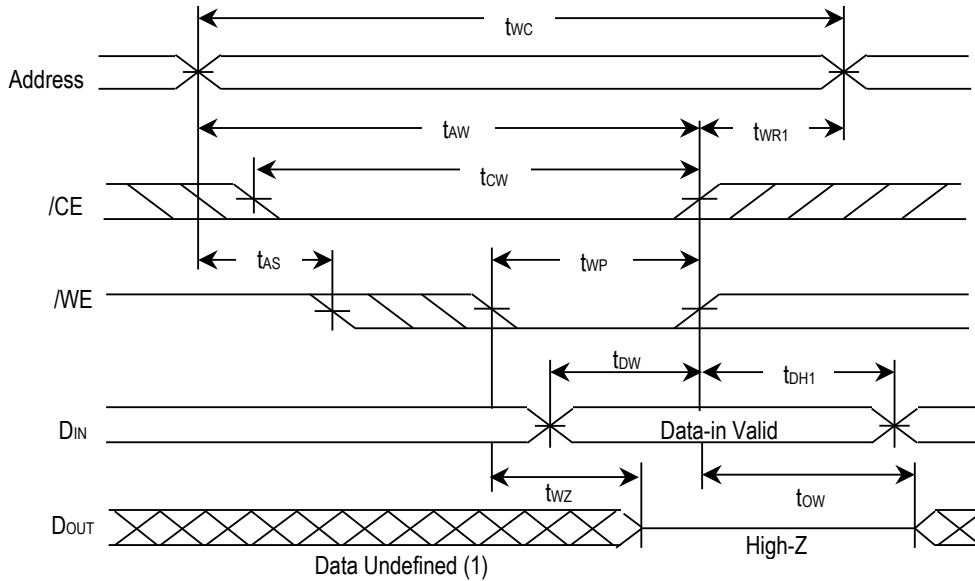 tWC
Address
tAW
tWR1
tCW
/CE
tAS
tWP
/WE
tDW
tDH1
DIN
Data-in Valid
tWZ
tOW
DOUT
High-Z
Data Undefined (1)